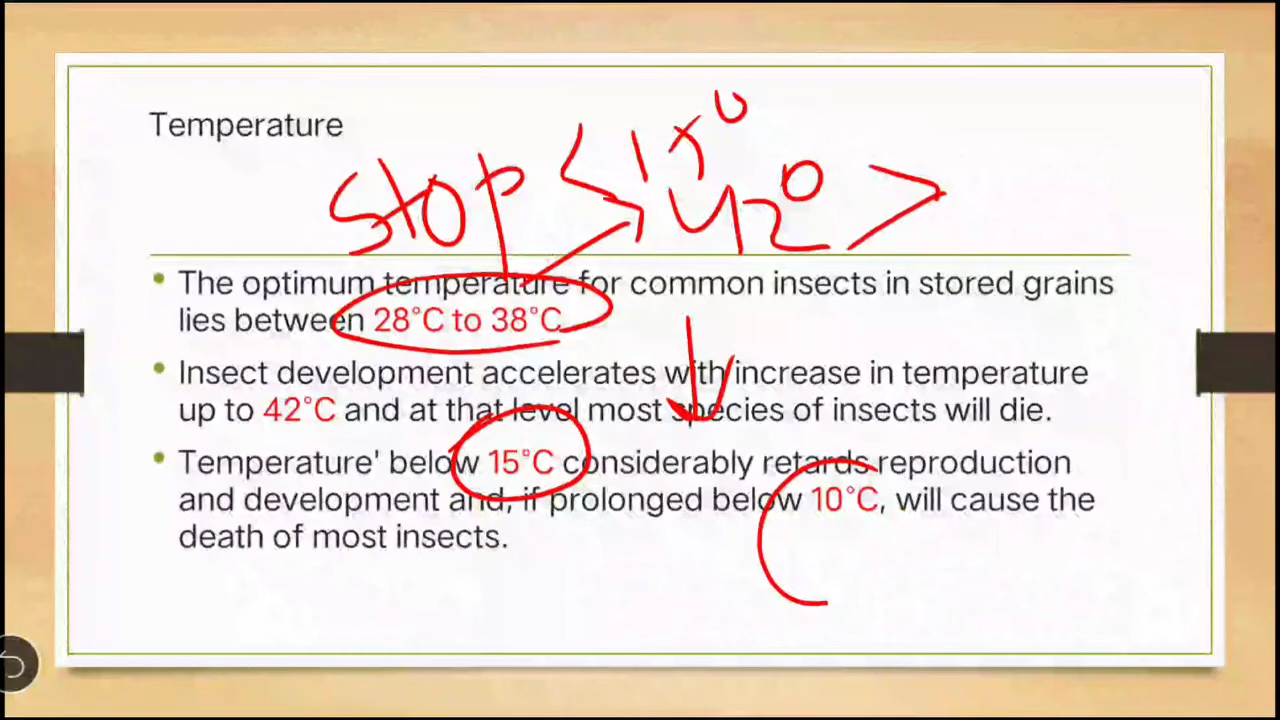 Temperature
stop < 15°
42° >
• The optimum temperature for common insects in stored grains
lies between 28°C to 38°C
• Insect development accelerates with increase in temperature
up to 42°C and at that level most species of insects will die.
• Temperature' below 15°C considerably retards reproduction
and development and, if prolonged below 10°C, will cause the
death of most insects.